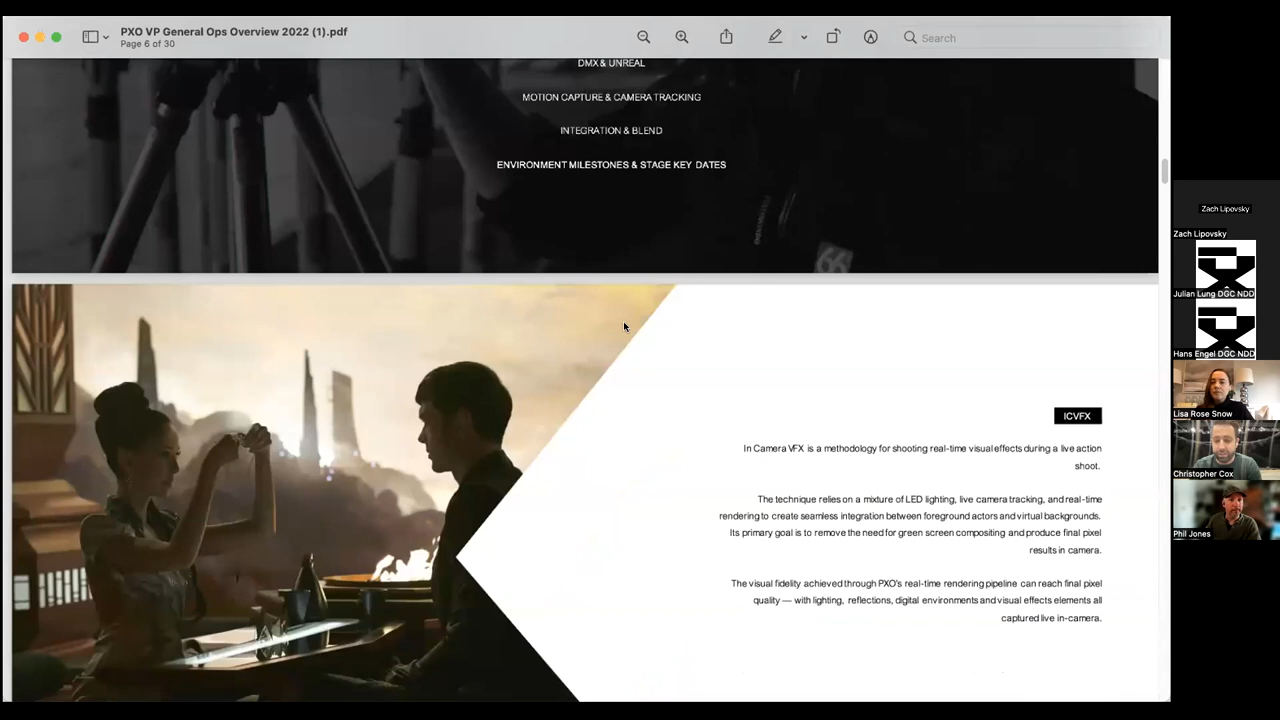 PXO VP General Ops Overview 2022 (1).pdf
Page 6 of 30
Search
DMX & UNREAL
MOTION CAPTURE & CAMERA TRACKING
INTEGRATION & BLEND
ENVIRONMENT MILESTONES & STAGE KEY DATES
66
ICVFX
In Camera VFX is a methodology for shooting real-time visual effects during a live action
shoot.
The technique relies on a mixture of LED lighting, live camera tracking, and real-time
rendering to create seamless integration between foreground actors and virtual backgrounds.
Its primary goal is to remove the need for green screen compositing and produce final pixel
results in camera.
The visual fidelity achieved through PXO's real-time rendering pipeline can reach final pixel
quality — with lighting, reflections, digital environments and visual effects elements all
captured live in-camera.
Zach Lipovsky
Zach Lipovsky
Julian Lung DGC NDD
Hans Engel DGC NDD
Lisa Rose Snow
Christopher Cox
Phil Jones